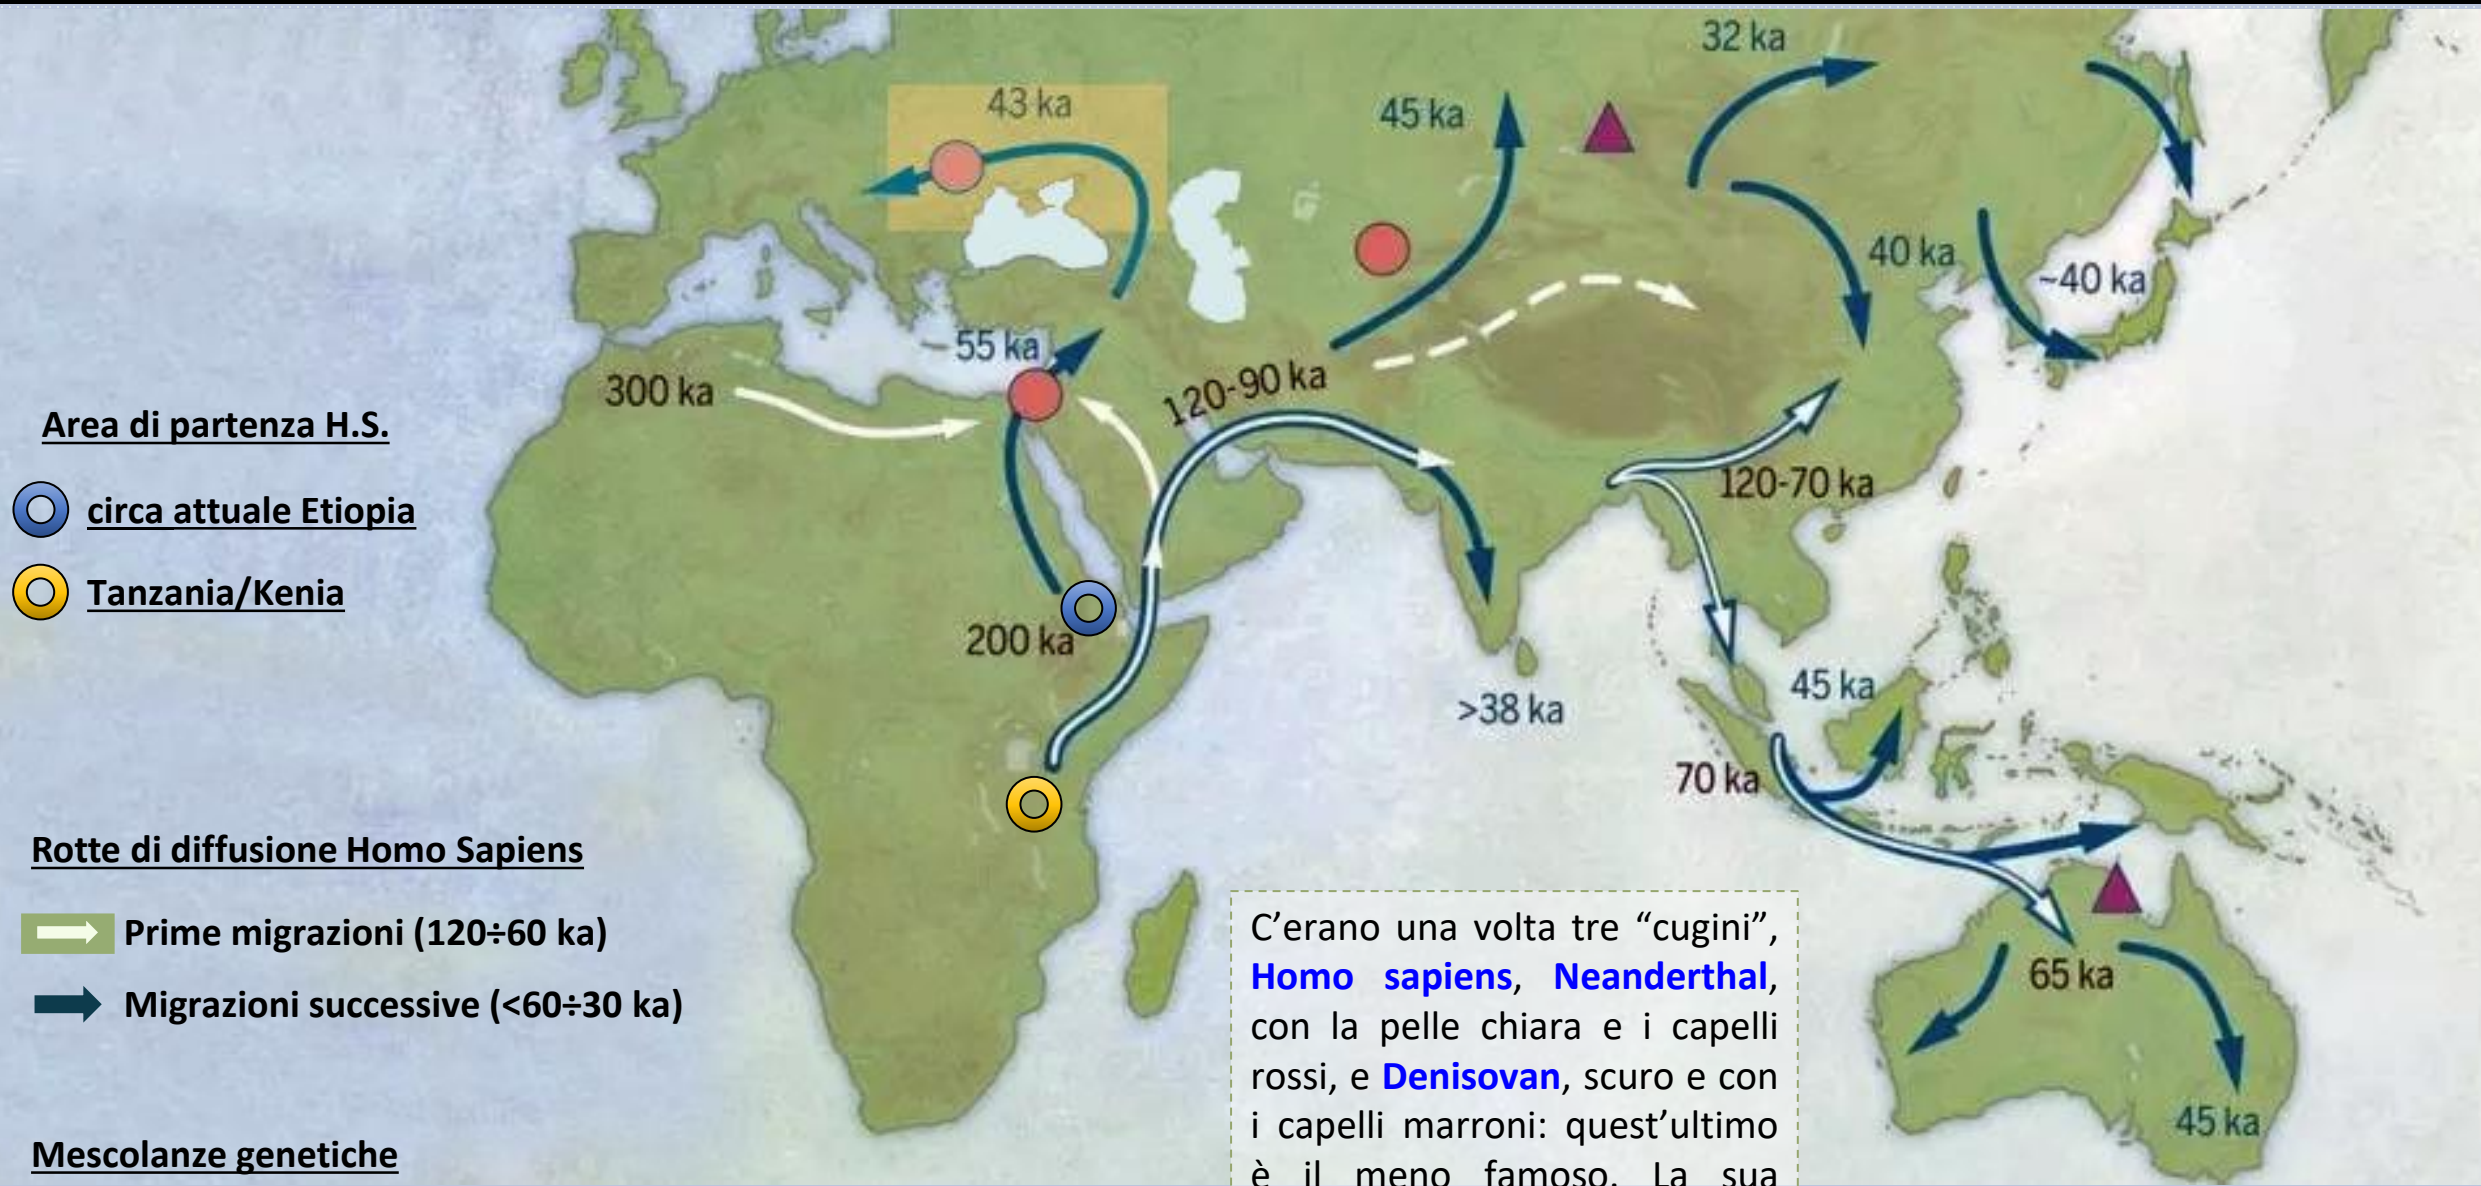 32 ka
43 ka
45 ka
40 ka
~40 ka
55 ka
300 ka
120-90 ka
Area di partenza H.S.
circa attuale Etiopia
120-70 ka
Tanzania/Kenia
200 ka
45 ka
>38 ka
70 ka
Rotte di diffusione Homo Sapiens
Prime migrazioni (120÷60 ka)
65 ka
Migrazioni successive (<60÷30 ka)
45 ka
Mescolanze genetiche
C’erano una volta tre “cugini”,
Homo sapiens, Neanderthal,
con la pelle chiara e i capelli
rossi, e Denisovan, scuro e con
i capelli marroni: quest’ultimo
è il meno famoso. La sua